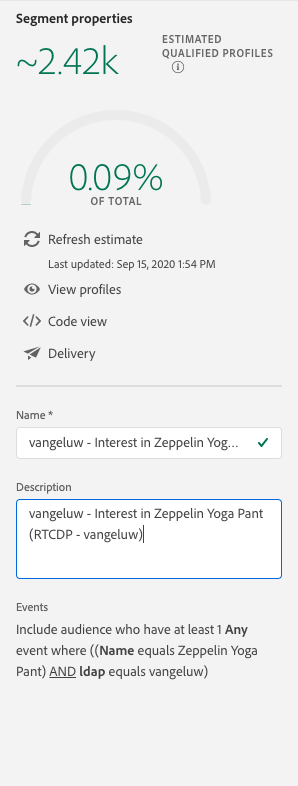 Segment properties
~2.42k
ESTIMATED
QUALIFIED PROFILES
0.09%
OF TOTAL
Refresh estimate
Last updated: Sep 15, 2020 1:54 PM
View profiles
</> Code view
Delivery
Name *
vangeluw - Interest in Zeppelin Yog...
Description
vangeluw - Interest in Zeppelin Yoga Pant
(RTCDP - vangeluw)
Events
Include audience who have at least 1 Any
event where ((Name equals Zeppelin Yoga
Pant) AND ldap equals vangeluw)